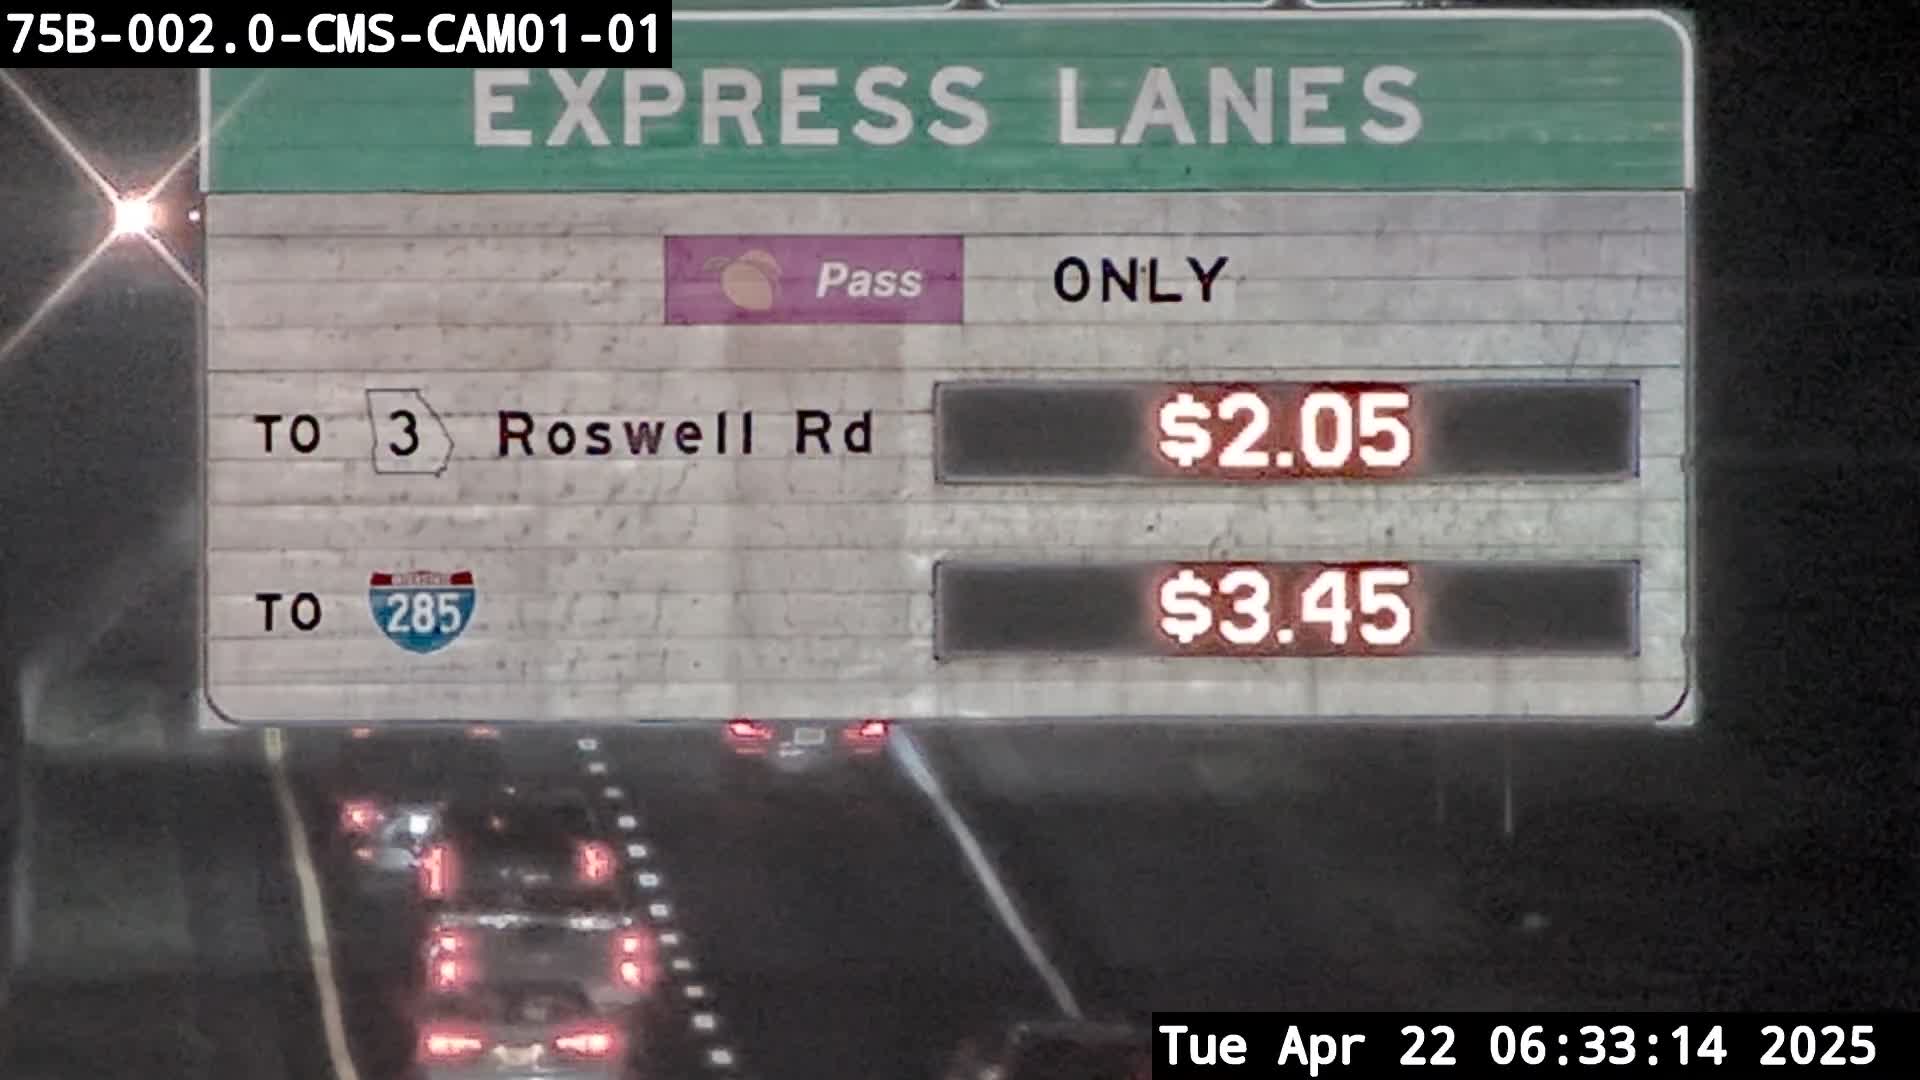 75B-002.0-CMS-CAM01-01
EXPRESS LANES
Pass ONLY
TO 3 Roswell Rd $2.05
TO 285 $3.45
Tue Apr 22 06:33:14 2025